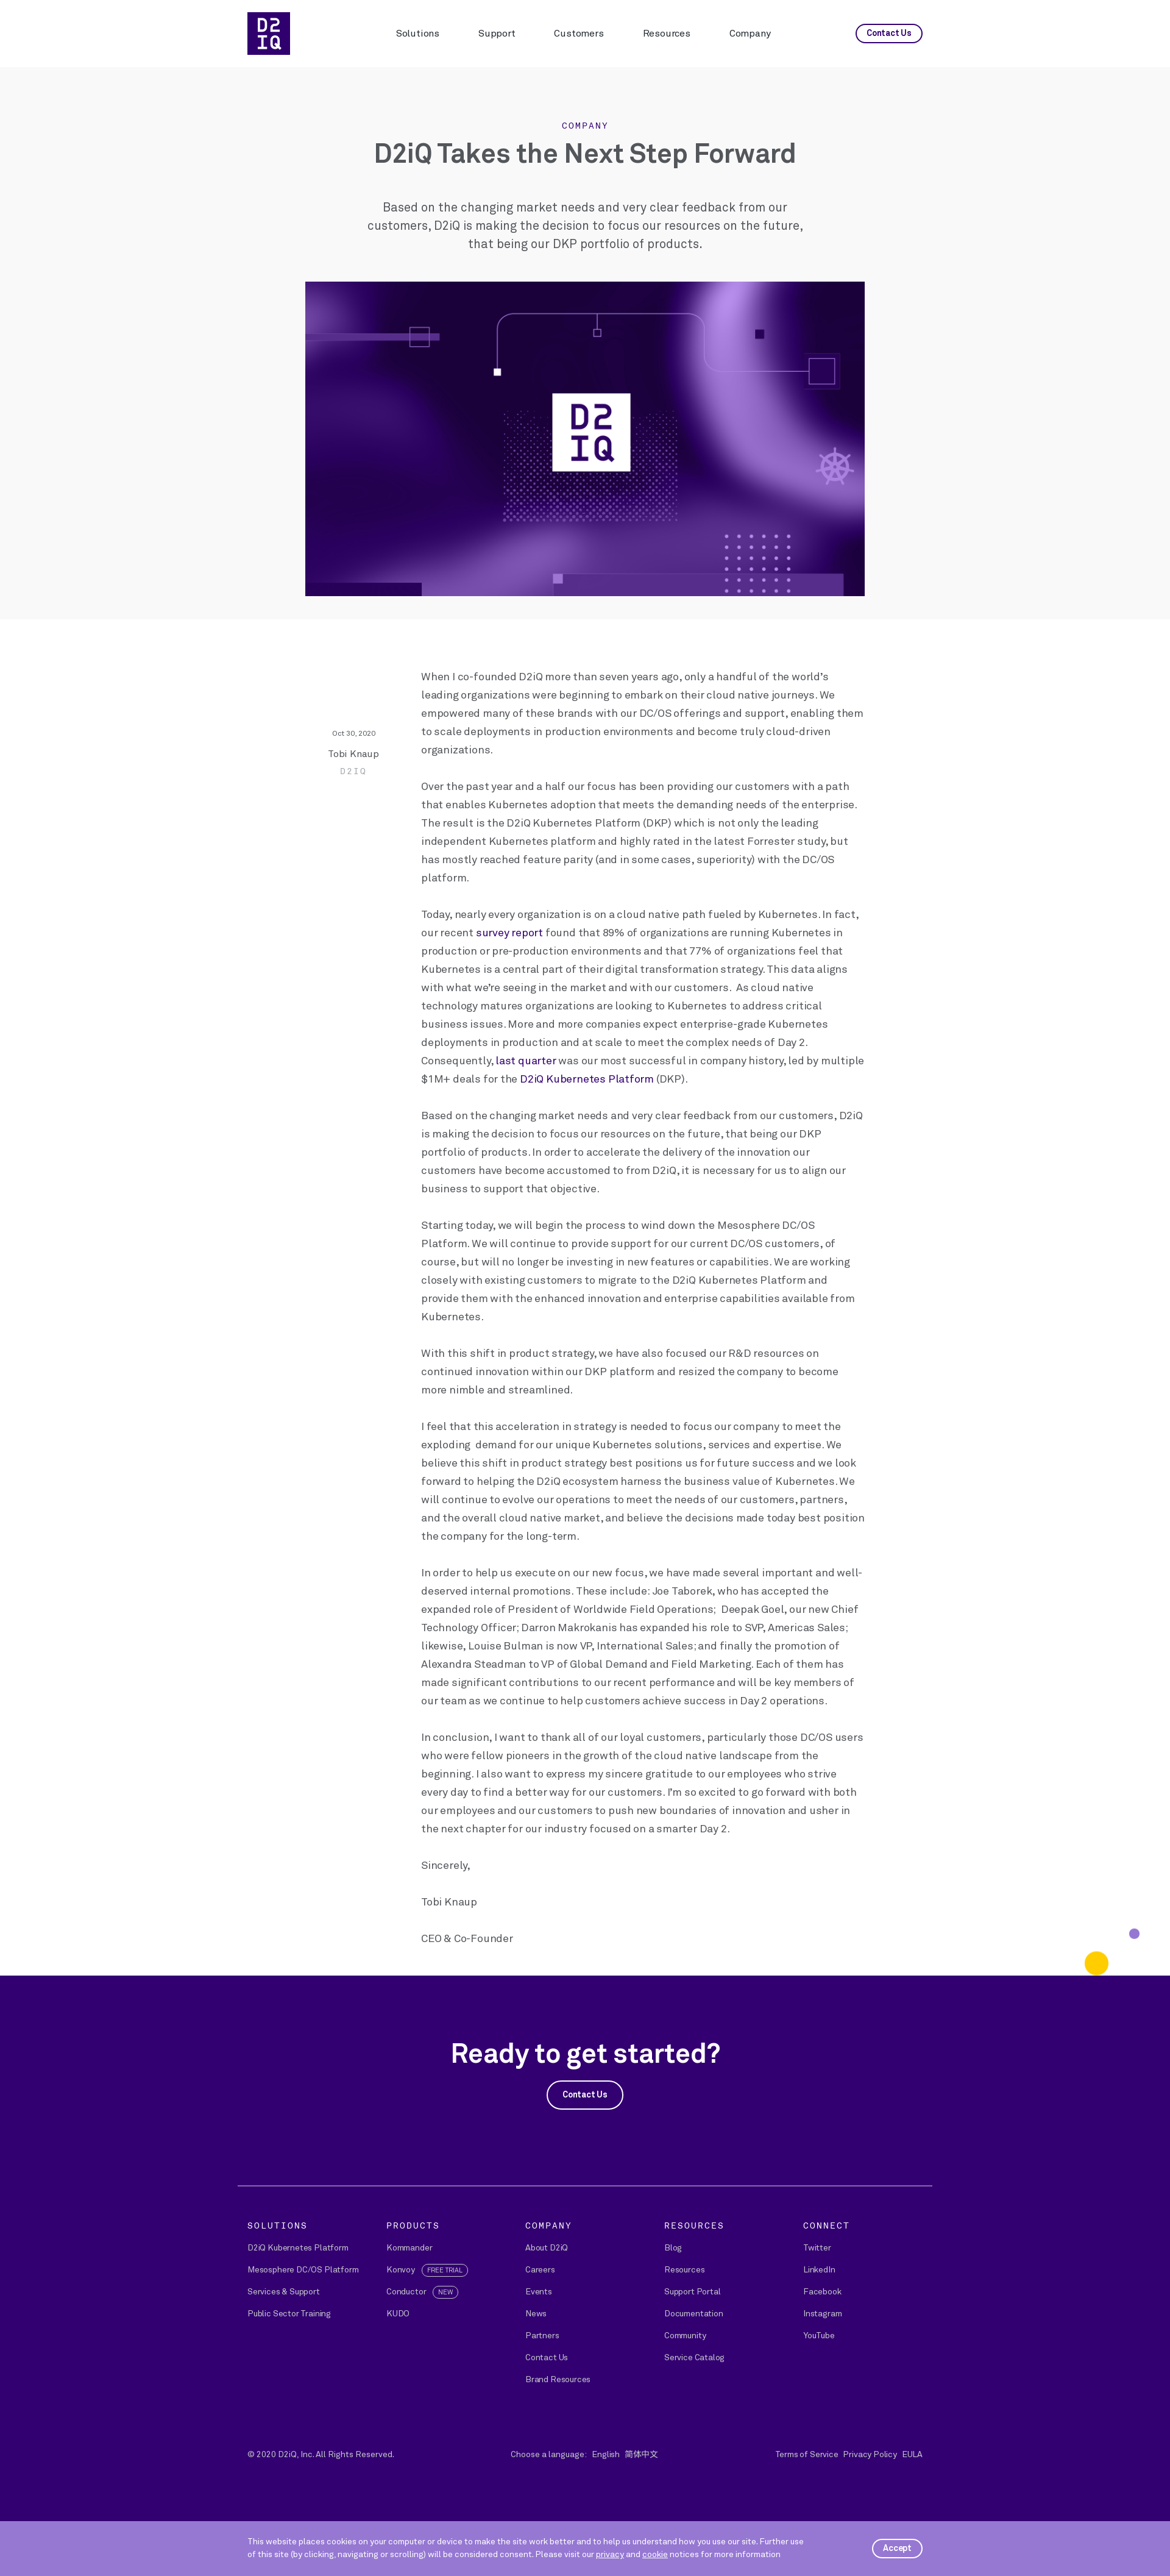 D2
IQ
Solutions
Support
Customers
Resources
Company
Contact Us
COMPANY
D2iQ Takes the Next Step Forward
Based on the changing market needs and very clear feedback from our
customers, D2iQ is making the decision to focus our resources on the future,
that being our DKP portfolio of products.
D2
IQ
Oct 30, 2020
Tobi Knaup
D2IQ
When I co-founded D2iQ more than seven years ago, only a handful of the world's
leading organizations were beginning to embark on their cloud native journeys. We
empowered many of these brands with our DC/OS offerings and support, enabling them
to scale deployments in production environments and become truly cloud-driven
organizations.
Over the past year and a half our focus has been providing our customers with a path
that enables Kubernetes adoption that meets the demanding needs of the enterprise.
The result is the D2iQ Kubernetes Platform (DKP) which is not only the leading
independent Kubernetes platform and highly rated in the latest Forrester study, but
has mostly reached feature parity (and in some cases, superiority) with the DC/OS
platform.
Today, nearly every organization is on a cloud native path fueled by Kubernetes. In fact,
our recent survey report found that 89% of organizations are running Kubernetes in
production or pre-production environments and that 77% of organizations feel that
Kubernetes is a central part of their digital transformation strategy. This data aligns
with what we're seeing in the market and with our customers. As cloud native
technology matures organizations are looking to Kubernetes to address critical
business issues. More and more companies expect enterprise-grade Kubernetes
deployments in production and at scale to meet the complex needs of Day 2.
Consequently, last quarter was our most successful in company history, led by multiple
$1M+ deals for the D2iQ Kubernetes Platform (DKP).
Based on the changing market needs and very clear feedback from our customers, D2iQ
is making the decision to focus our resources on the future, that being our DKP
portfolio of products. In order to accelerate the delivery of the innovation our
customers have become accustomed to from D2iQ, it is necessary for us to align our
business to support that objective.
Starting today, we will begin the process to wind down the Mesosphere DC/OS
Platform. We will continue to provide support for our current DC/OS customers, of
course, but will no longer be investing in new features or capabilities. We are working
closely with existing customers to migrate to the D2iQ Kubernetes Platform and
provide them with the enhanced innovation and enterprise capabilities available from
Kubernetes.
With this shift in product strategy, we have also focused our R&D resources on
continued innovation within our DKP platform and resized the company to become
more nimble and streamlined.
I feel that this acceleration in strategy is needed to focus our company to meet the
exploding demand for our unique Kubernetes solutions, services and expertise. We
believe this shift in product strategy best positions us for future success and we look
forward to helping the D2iQ ecosystem harness the business value of Kubernetes. We
will continue to evolve our operations to meet the needs of our customers, partners,
and the overall cloud native market, and believe the decisions made today best position
the company for the long-term.
In order to help us execute on our new focus, we have made several important and well-
deserved internal promotions. These include: Joe Taborek, who has accepted the
expanded role of President of Worldwide Field Operations; Deepak Goel, our new Chief
Technology Officer; Darron Makrokanis has expanded his role to SVP, Americas Sales;
likewise, Louise Bulman is now VP, International Sales; and finally the promotion of
Alexandra Steadman to VP of Global Demand and Field Marketing. Each of them has
made significant contributions to our recent performance and will be key members of
our team as we continue to help customers achieve success in Day 2 operations.
In conclusion, I want to thank all of our loyal customers, particularly those DC/OS users
who were fellow pioneers in the growth of the cloud native landscape from the
beginning. I also want to express my sincere gratitude to our employees who strive
every day to find a better way for our customers. I'm so excited to go forward with both
our employees and our customers to push new boundaries of innovation and usher in
the next chapter for our industry focused on a smarter Day 2.
Sincerely,
Tobi Knaup
CEO & Co-Founder
Ready to get started?
Contact Us
SOLUTIONS
D2iQ Kubernetes Platform
Mesosphere DC/OS Platform
Services & Support
Public Sector Training
PRODUCTS
Kommander
Konvoy FREE TRIAL
Conductor NEW
KUDO
COMPANY
About D2iQ
Careers
Events
News
Partners
Contact Us
Brand Resources
RESOURCES
Blog
Resources
Support Portal
Documentation
Community
Service Catalog
CONNECT
Twitter
LinkedIn
Facebook
Instagram
YouTube
© 2020 D2iQ, Inc. All Rights Reserved.
Choose a language: English 简体中文
Terms of Service Privacy Policy EULA
This website places cookies on your computer or device to make the site work better and to help us understand how you use our site. Further use
of this site (by clicking, navigating or scrolling) will be considered consent. Please visit our privacy and cookie notices for more information
Accept